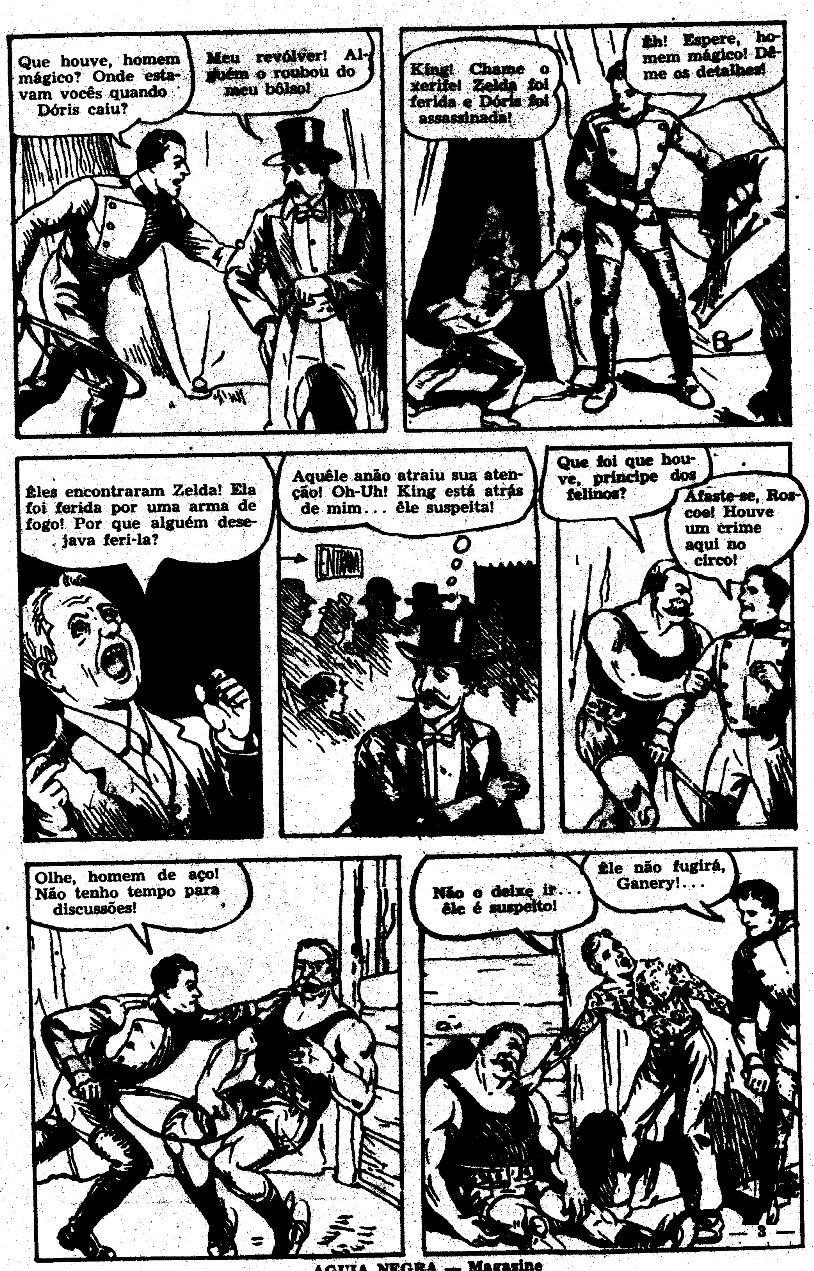 Que houve, homem
mágico? Onde esta-
vam vocês quando
Dóris caiu?
Meu revólver! Al-
guém o roubou do
meu bôlso!
King! Chame o
xerife! Zelda foi
ferida e Dóris foi
assassinada!
Êh! Espere, ho-
mem mágico! Dê-
me os detalhes!
Êles encontraram Zelda! Ela
foi ferida por uma arma de
fogo! Por que alguém dese-
java feri-la?
Aquêle anão atraiu sua aten-
ção! Oh-Uh! King está atrás
de mim... êle suspeita!
ENTRADA
Que foi que hou-
ve, príncipe dos
felinos?
Afaste-se, Ros-
coe! Houve
um crime
aqui no
circo!
Olhe, homem de aço!
Não tenho tempo para
discussões!
Não o deixe ir...
êle é suspeito!
Êle não fugirá,
Ganery!...
— 3 —
AGUIA NEGRA — Magazine